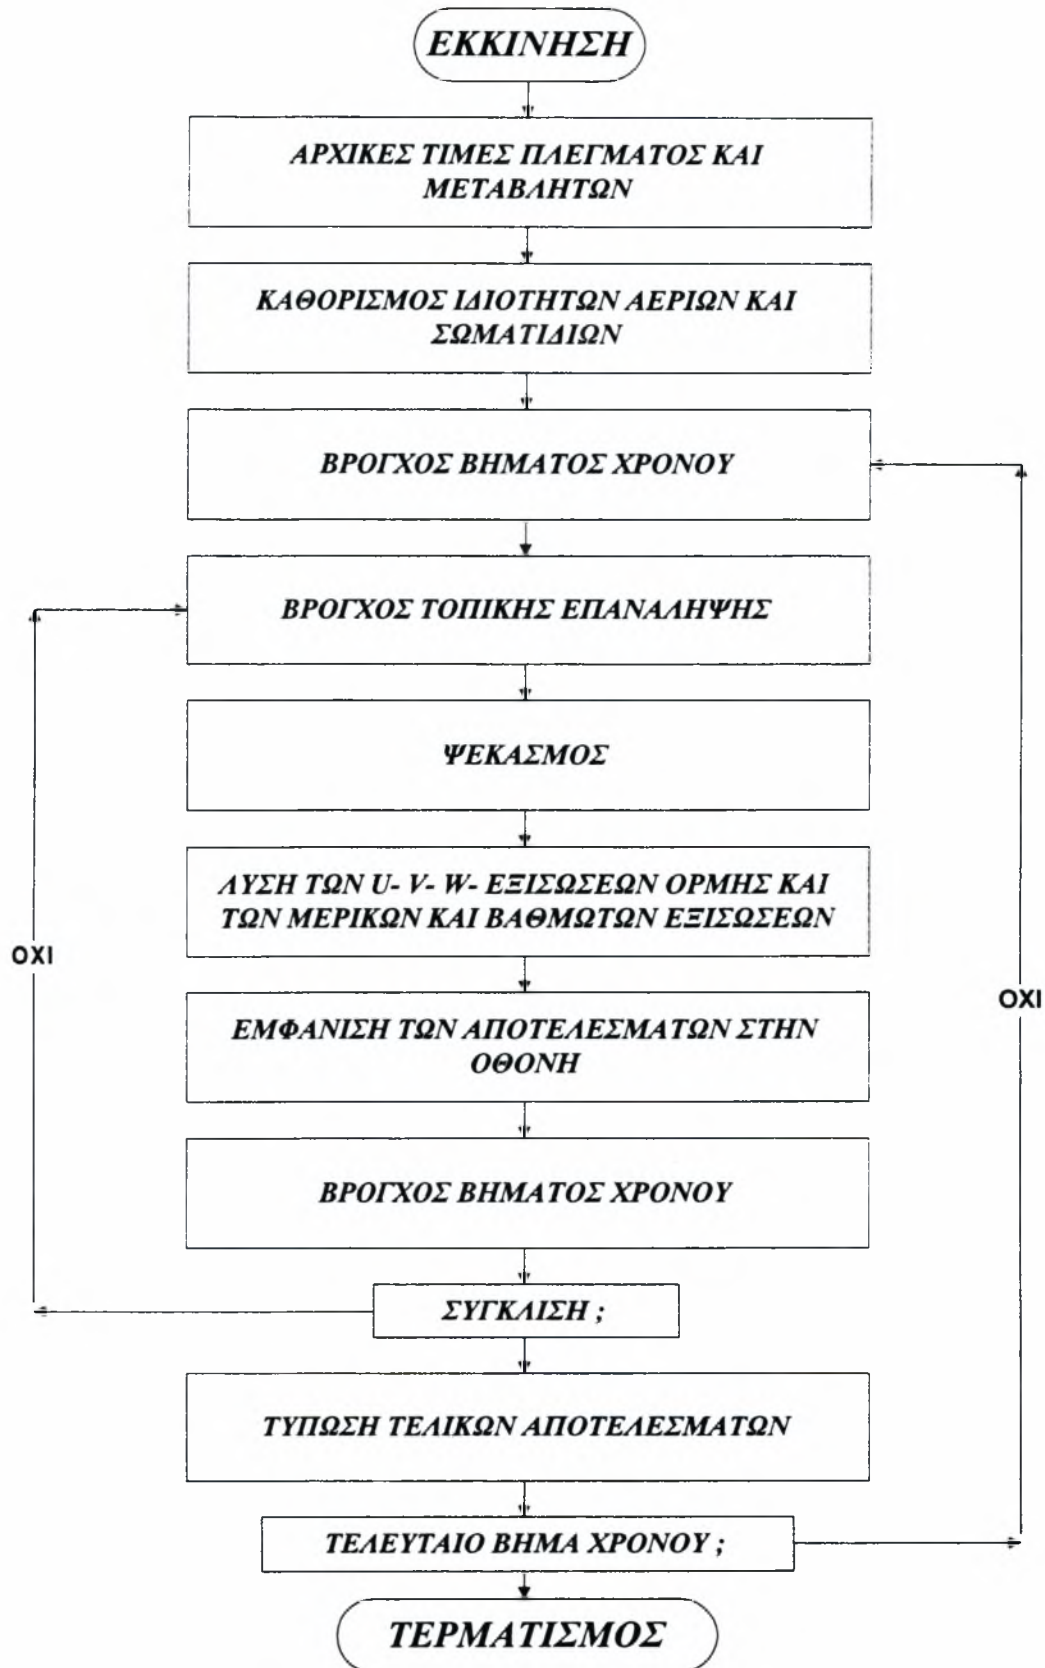 ΕΚΚΙΝΗΣΗ
ΑΡΧΙΚΕΣ ΤΙΜΕΣ ΠΛΕΓΜΑΤΟΣ ΚΑΙ
ΜΕΤΑΒΛΗΤΩΝ
ΚΑΘΟΡΙΣΜΟΣ ΙΔΙΟΤΗΤΩΝ ΑΕΡΙΩΝ ΚΑΙ
ΣΩΜΑΤΙΔΙΩΝ
ΒΡΟΓΧΟΣ ΒΗΜΑΤΟΣ ΧΡΟΝΟΥ
ΒΡΟΓΧΟΣ ΤΟΠΙΚΗΣ ΕΠΑΝΑΛΗΨΗΣ
ΨΕΚΑΣΜΟΣ
ΛΥΣΗ ΤΩΝ U- V- W- ΕΞΙΣΩΣΕΩΝ ΟΡΜΗΣ ΚΑΙ
ΤΩΝ ΜΕΡΙΚΩΝ ΚΑΙ ΒΑΘΜΩΤΩΝ ΕΞΙΣΩΣΕΩΝ
ΟΧΙ
ΟΧΙ
ΕΜΦΑΝΙΣΗ ΤΩΝ ΑΠΟΤΕΛΕΣΜΑΤΩΝ ΣΤΗΝ
ΟΘΟΝΗ
ΒΡΟΓΧΟΣ ΒΗΜΑΤΟΣ ΧΡΟΝΟΥ
ΣΥΓΚΛΙΣΗ ;
ΤΥΠΩΣΗ ΤΕΛΙΚΩΝ ΑΠΟΤΕΛΕΣΜΑΤΩΝ
ΤΕΛΕΥΤΑΙΟ ΒΗΜΑ ΧΡΟΝΟΥ ;
ΤΕΡΜΑΤΙΣΜΟΣ